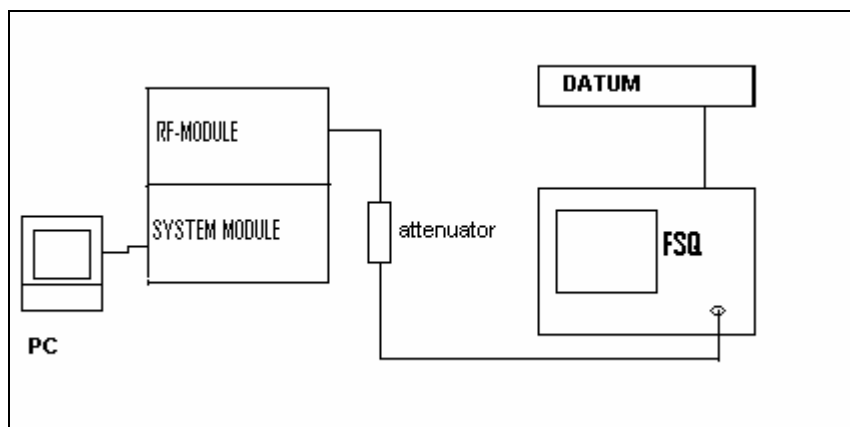 DATUM
RF-MODULE
SYSTEM MODULE
attenuator
FSQ
PC